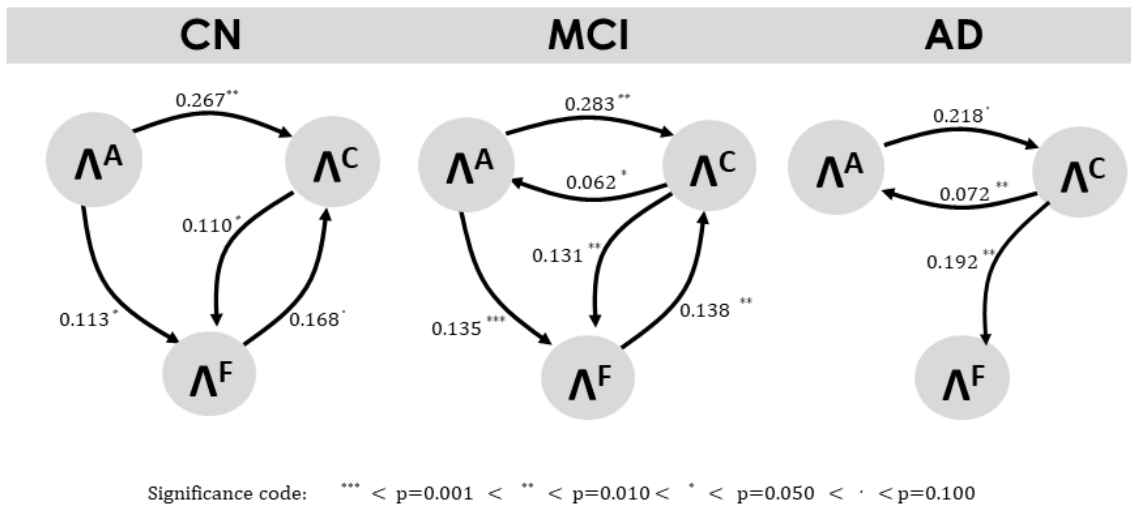 CN MCI AD
0.267** 0.283** 0.218·
Λᴬ Λᶜ Λᴬ Λᶜ Λᴬ Λᶜ
0.062* 0.072**
0.110* 0.131** 0.192**
0.113* 0.168· 0.135*** 0.138**
Λᶠ Λᶠ Λᶠ
Significance code: *** < p=0.001 < ** < p=0.010 < * < p=0.050 < · < p=0.100